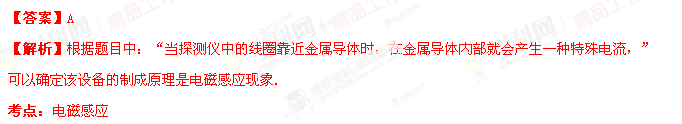 【答案】A
【解析】根据题目中：“当探测仪中的线圈靠近金属导体时，在金属导体内部就会产生一种特殊电流，”
可以确定该设备的制成原理是电磁感应现象．
考点：电磁感应